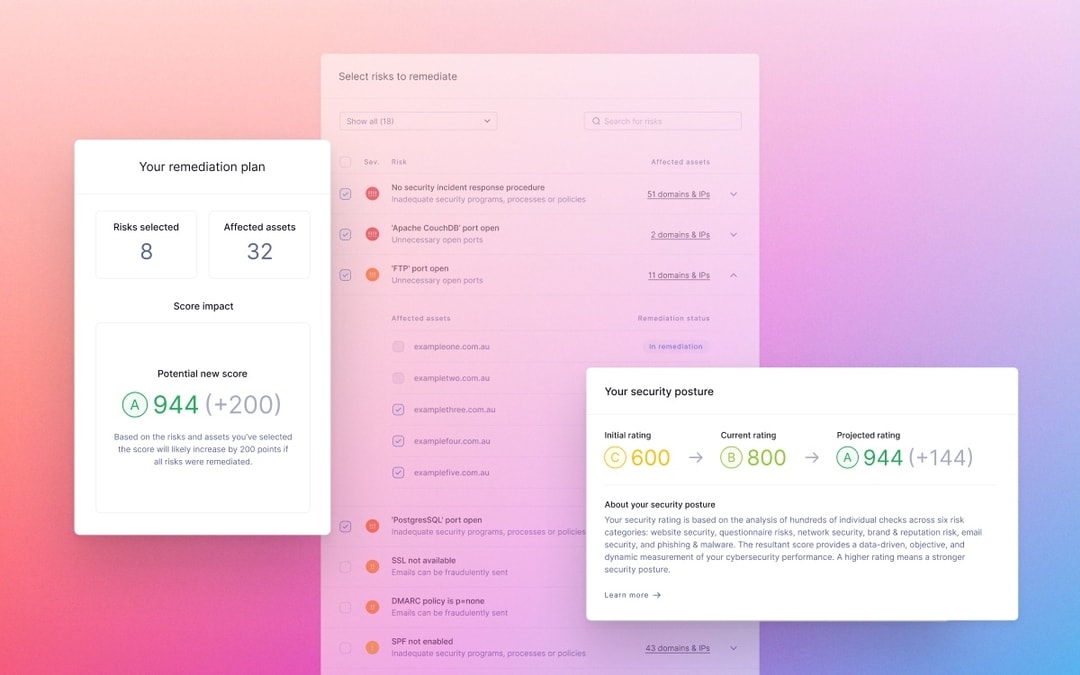 Select risks to remediate
Show all (18)
Search for risks
Sev. Risk Affected assets
No security incident response procedure
Inadequate security programs, processes or policies
51 domains & IPs
'Apache CouchDB' port open
Unnecessary open ports
2 domains & IPs
'FTP' port open
Unnecessary open ports
11 domains & IPs
Affected assets Remediation status
exampleone.com.au In remediation
exampletwo.com.au
examplethree.com.au
examplefour.com.au
examplefive.com.au
'PostgresSQL' port open
Inadequate security programs, processes or policies
SSL not available
Emails can be fraudulently sent
DMARC policy is p=none
Emails can be fraudulently sent
SPF not enabled
Inadequate security programs, processes or policies
43 domains & IPs
Your remediation plan
Risks selected
8
Affected assets
32
Score impact
Potential new score
A 944 (+200)
Based on the risks and assets you've selected
the score will likely increase by 200 points if
all risks were remediated.
Your security posture
Initial rating
C 600
Current rating
B 800
Projected rating
A 944 (+144)
About your security posture
Your security rating is based on the analysis of hundreds of individual checks across six risk
categories: website security, questionnaire risks, network security, brand & reputation risk, email
security, and phishing & malware. The resultant score provides a data-driven, objective, and
dynamic measurement of your cybersecurity performance. A higher rating means a stronger
security posture.
Learn more